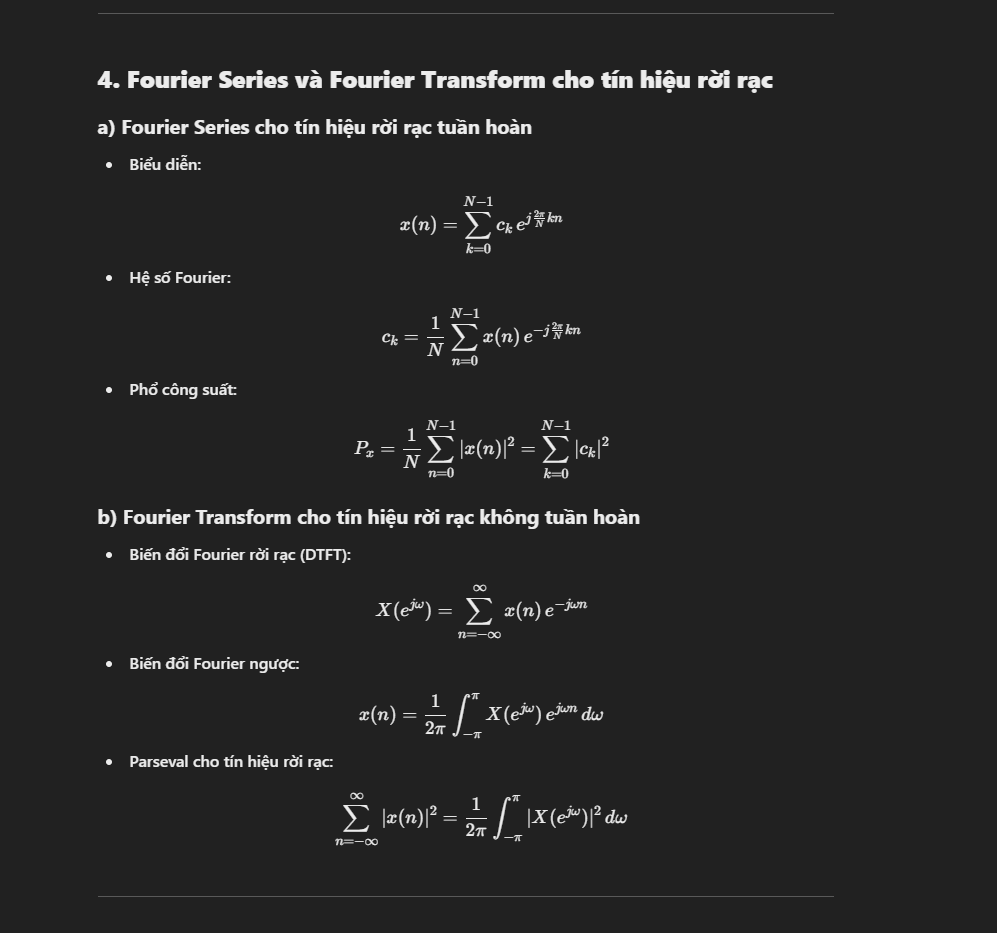 4. Fourier Series và Fourier Transform cho tín hiệu rời rạc
a) Fourier Series cho tín hiệu rời rạc tuần hoàn
• Biểu diễn:
$x(n) = \sum_{k=0}^{N-1} c_k \, e^{j\frac{2\pi}{N}kn}$
• Hệ số Fourier:
$c_k = \frac{1}{N} \sum_{n=0}^{N-1} x(n) \, e^{-j\frac{2\pi}{N}kn}$
• Phổ công suất:
$P_x = \frac{1}{N} \sum_{n=0}^{N-1} |x(n)|^2 = \sum_{k=0}^{N-1} |c_k|^2$
b) Fourier Transform cho tín hiệu rời rạc không tuần hoàn
• Biến đổi Fourier rời rạc (DTFT):
$X(e^{j\omega}) = \sum_{n=-\infty}^{\infty} x(n) \, e^{-j\omega n}$
• Biến đổi Fourier ngược:
$x(n) = \frac{1}{2\pi} \int_{-\pi}^{\pi} X(e^{j\omega}) \, e^{j\omega n} \, d\omega$
• Parseval cho tín hiệu rời rạc:
$\sum_{n=-\infty}^{\infty} |x(n)|^2 = \frac{1}{2\pi} \int_{-\pi}^{\pi} |X(e^{j\omega})|^2 \, d\omega$